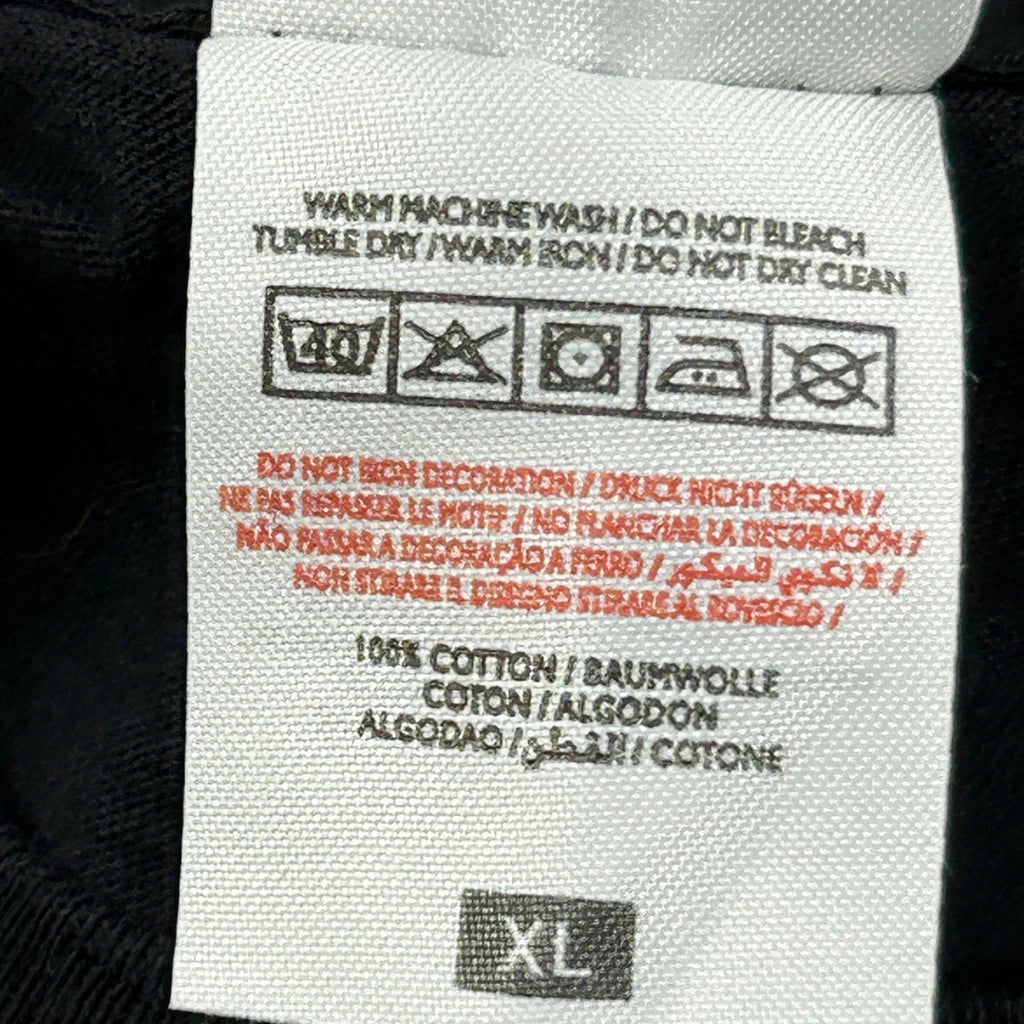 WARM MACHINE WASH / DO NOT BLEACH
TUMBLE DRY / WARM IRON / DO NOT DRY CLEAN
40
DO NOT IRON DECORATION / DRUCK NICHT BÜGELN /
NE PAS REPASSER LE MOTIF / NO PLANCHAR LA DECORACIÓN /
NÃO PASSAR A DECORAÇÃO A FERRO / لا تكوي الديكور /
NON STIRARE IL DISEGNO STIRARE AL ROVESCIO /
100% COTTON / BAUMWOLLE
COTON / ALGODON
ALGODAO / القطن / COTONE
XL